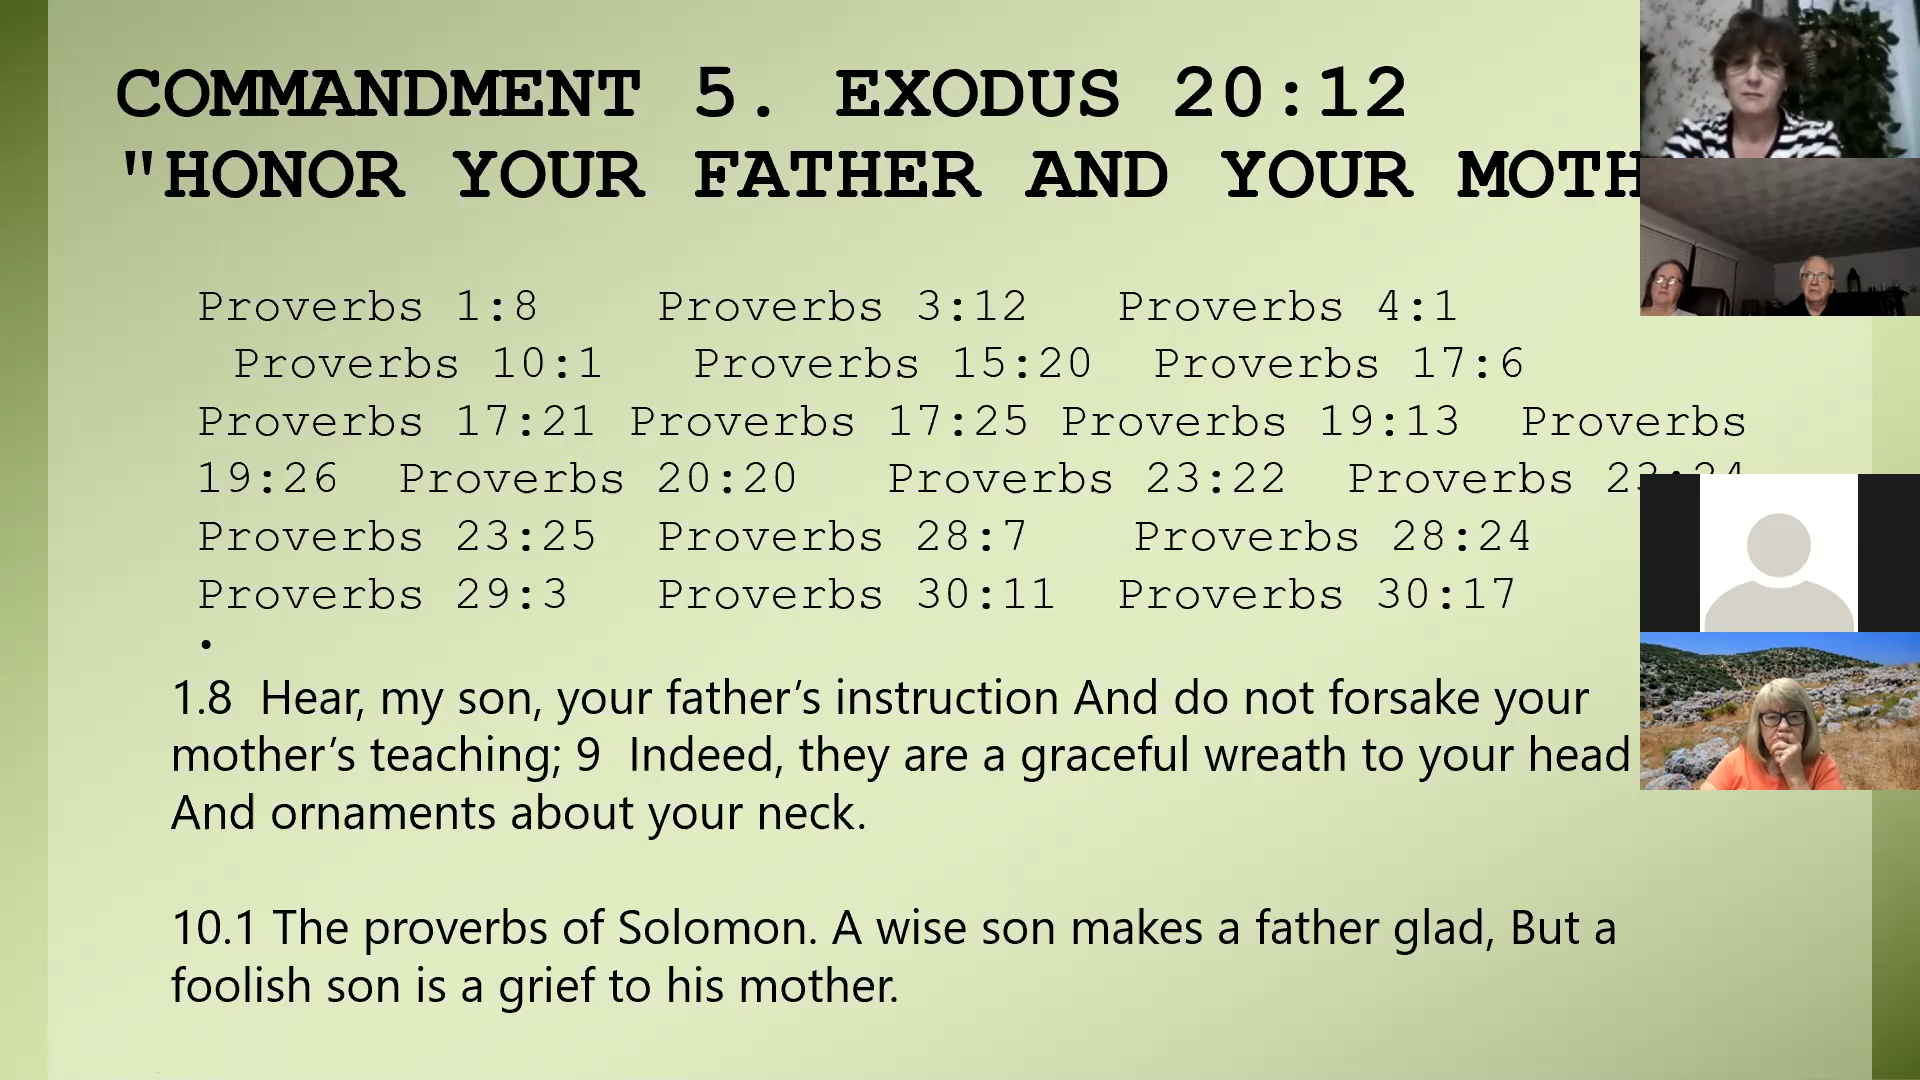 COMMANDMENT 5. EXODUS 20:12
"HONOR YOUR FATHER AND YOUR MOTH
Proverbs 1:8 Proverbs 3:12 Proverbs 4:1
Proverbs 10:1 Proverbs 15:20 Proverbs 17:6
Proverbs 17:21 Proverbs 17:25 Proverbs 19:13 Proverbs
19:26 Proverbs 20:20 Proverbs 23:22 Proverbs 23:24
Proverbs 23:25 Proverbs 28:7 Proverbs 28:24
Proverbs 29:3 Proverbs 30:11 Proverbs 30:17
•
1.8 Hear, my son, your father’s instruction And do not forsake your
mother’s teaching; 9 Indeed, they are a graceful wreath to your head
And ornaments about your neck.
10.1 The proverbs of Solomon. A wise son makes a father glad, But a
foolish son is a grief to his mother.